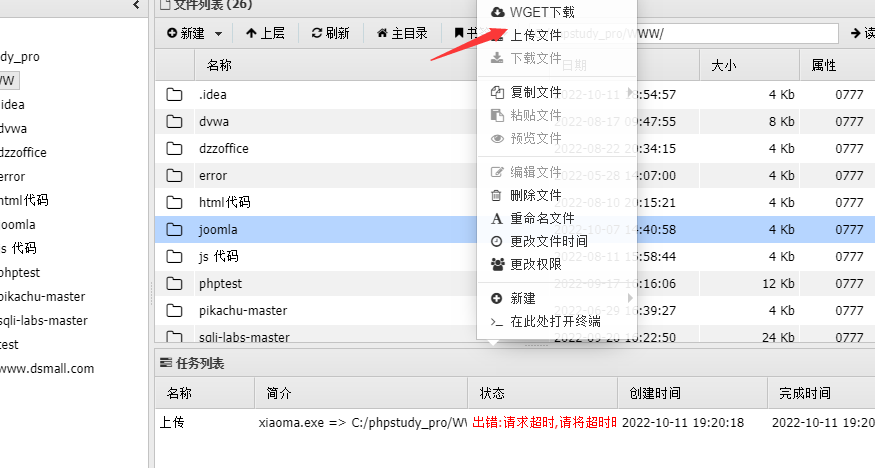 文件列表 (26)
新建 上层 刷新 主目录 书 pstudy_pro/WWW/ 读
名称 日期 大小 属性
.idea 2022-10-11 18:54:57 4 Kb 0777
dvwa 2022-08-17 09:47:55 8 Kb 0777
dzzoffice 2022-08-22 20:34:15 4 Kb 0777
error 2022-05-28 14:07:00 4 Kb 0777
html代码 2022-08-10 20:15:21 4 Kb 0777
joomla 2022-10-07 14:40:58 4 Kb 0777
js 代码 2022-08-11 15:58:44 4 Kb 0777
phptest 2022-09-17 16:16:06 12 Kb 0777
pikachu-master 16:39:27 4 Kb 0777
sqli-labs-master 2022-09-20 16:22:50 24 Kb 0777
WGET下载
上传文件
下载文件
复制文件
粘贴文件
预览文件
编辑文件
删除文件
重命名文件
更改文件时间
更改权限
新建
在此处打开终端
dy_pro
WW
idea
dvwa
dzzoffice
error
html代码
joomla
s 代码
phptest
pikachu-master
sqli-labs-master
test
www.dsmall.com
任务列表
名称 简介 状态 创建时间 完成时间
上传 xiaoma.exe => C:/phpstudy_pro/WW 出错:请求超时,请将超时时 2022-10-11 19:20:18 2022-10-11 19:20